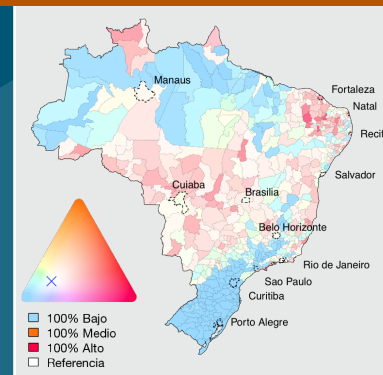 Manaus
Fortaleza
Natal
Recif
Salvador
Cuiaba
Brasilia
Belo Horizonte
Rio de Janeiro
Sao Paulo
Curitiba
Porto Alegre
100% Bajo
100% Medio
100% Alto
Referencia